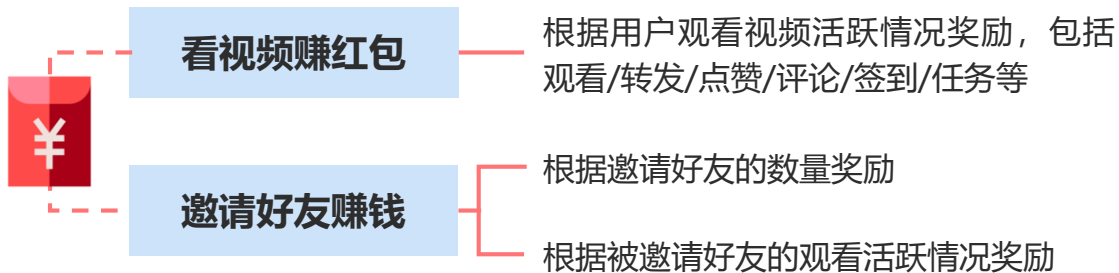 看视频赚红包
根据用户观看视频活跃情况奖励，包括
观看/转发/点赞/评论/签到/任务等
¥
邀请好友赚钱
根据邀请好友的数量奖励
根据被邀请好友的观看活跃情况奖励